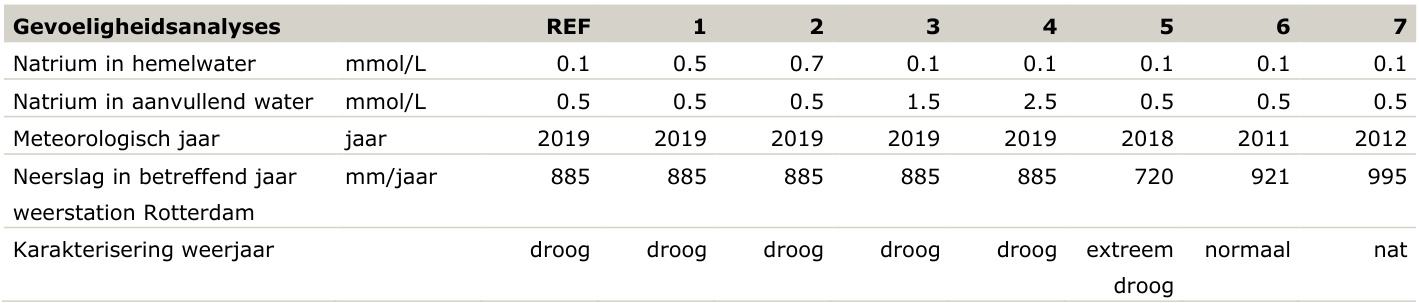 Gevoeligheidsanalyses REF 1 2 3 4 5 6 7
Natrium in hemelwater mmol/L 0.1 0.5 0.7 0.1 0.1 0.1 0.1 0.1
Natrium in aanvullend water mmol/L 0.5 0.5 0.5 1.5 2.5 0.5 0.5 0.5
Meteorologisch jaar jaar 2019 2019 2019 2019 2019 2018 2011 2012
Neerslag in betreffend jaar mm/jaar 885 885 885 885 885 720 921 995
weerstation Rotterdam
Karakterisering weerjaar droog droog droog droog droog extreem normaal nat
droog